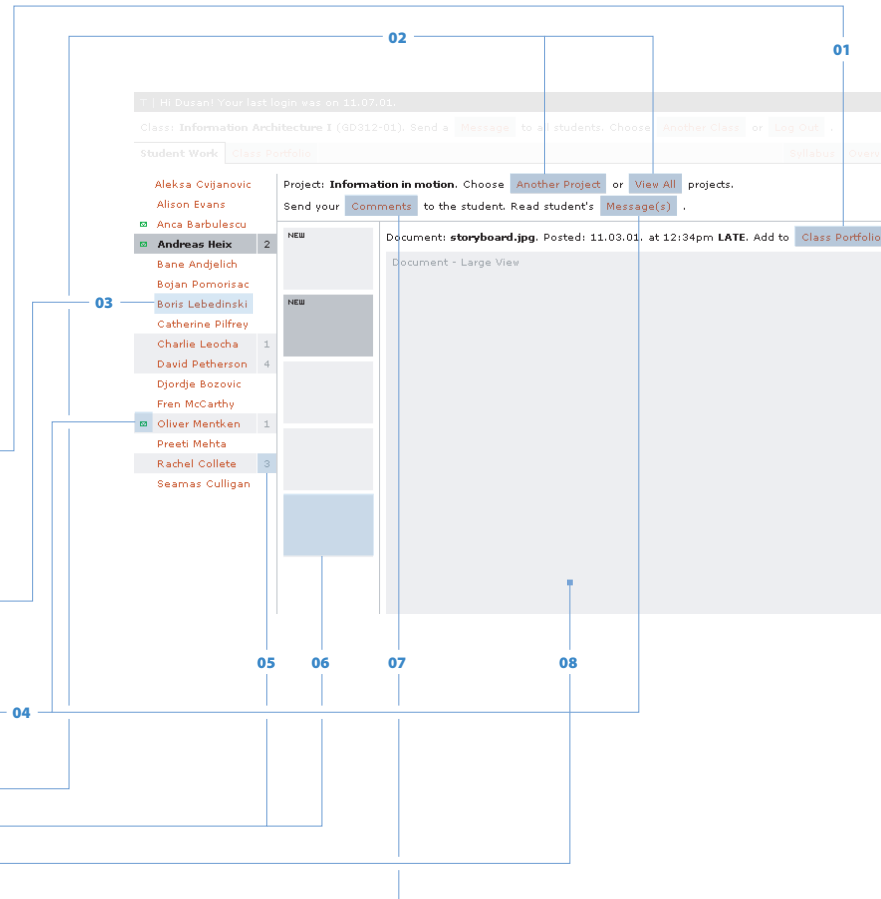 02
01
T | Hi Dusan! Your last login was on 11.07.01.
Class: Information Architecture I (GD312-01). Send a Message to all students. Choose Another Class or Log Out .
Student Work Class Portfolio Syllabus
Aleksa Cvijanovic
Alison Evans
Anca Barbulescu
Andreas Heix 2
Bane Andjelich
Bojan Pomorisac
Boris Lebedinski
Catherine Pilfrey
Charlie Leocha 1
David Petherson 4
Djordje Bozovic
Fren McCarthy
Oliver Mentken 1
Preeti Mehta
Rachel Collete 3
Seamas Culligan
Project: Information in motion. Choose Another Project or View All projects.
Send your Comments to the student. Read student's Message(s) .
NEW
NEW
Document: storyboard.jpg. Posted: 11.03.01. at 12:34pm LATE. Add to Class Portfolio
Document - Large View
03
05
06
07
08
04